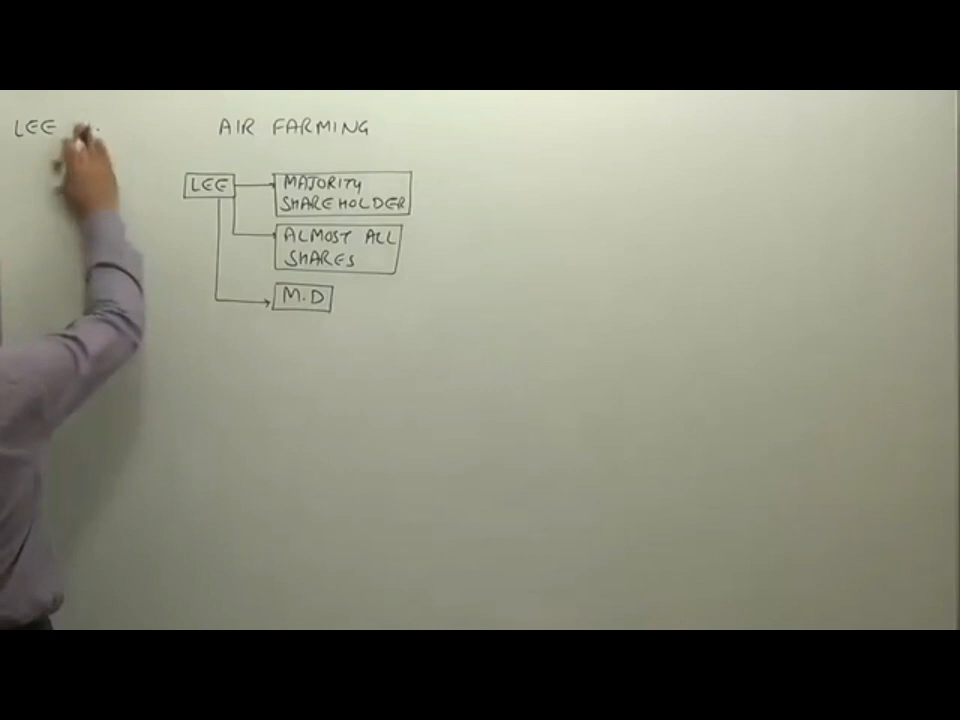 LEE
AIR FARMING
LEE
MAJORITY
SHAREHOLDER
ALMOST ALL
SHARES
M.D